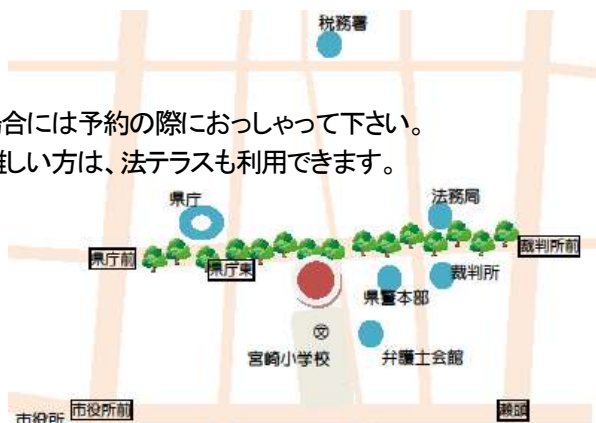 税務署
合には予約の際におっしゃって下さい。
難しい方は、法テラスも利用できます。
県庁
法務局
県庁前
県庁東
裁判所前
裁判所
県警本部
文
宮崎小学校
弁護士会館
市役所
市役所前
瀬頭